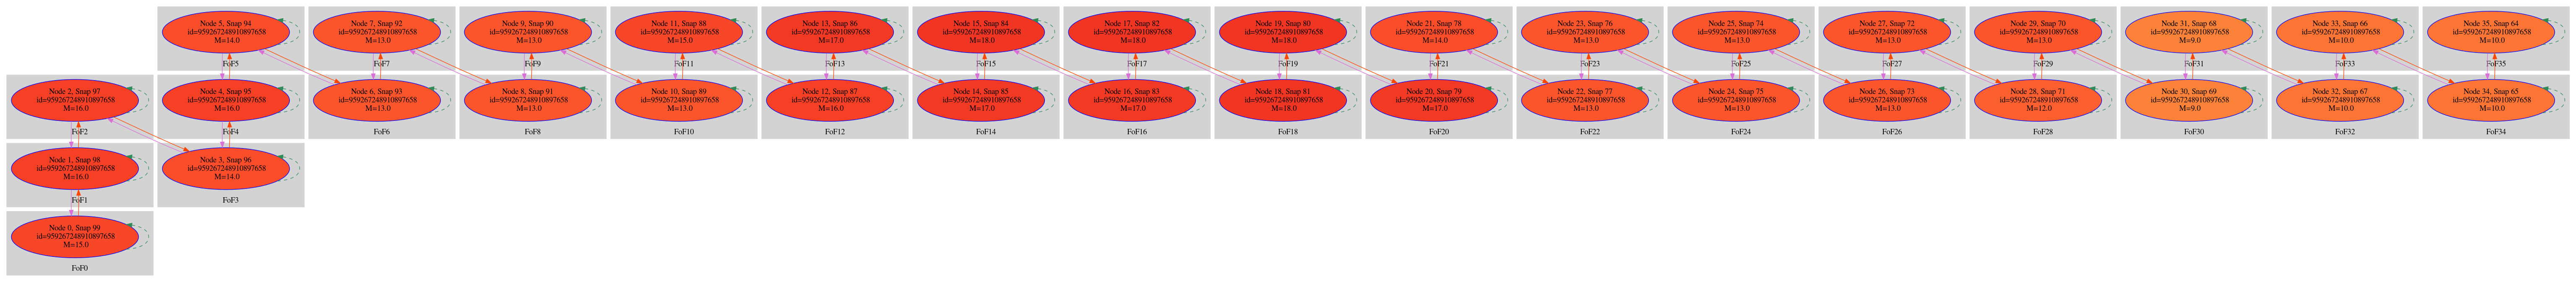 Node 5, Snap 94
id=959267248910897658
M=14.0
FoF5
Node 7, Snap 92
id=959267248910897658
M=13.0
FoF7
Node 9, Snap 90
id=959267248910897658
M=13.0
FoF9
Node 11, Snap 88
id=959267248910897658
M=15.0
FoF11
Node 13, Snap 86
id=959267248910897658
M=17.0
FoF13
Node 15, Snap 84
id=959267248910897658
M=18.0
FoF15
Node 17, Snap 82
id=959267248910897658
M=18.0
FoF17
Node 19, Snap 80
id=959267248910897658
M=18.0
FoF19
Node 21, Snap 78
id=959267248910897658
M=14.0
FoF21
Node 23, Snap 76
id=959267248910897658
M=13.0
FoF23
Node 25, Snap 74
id=959267248910897658
M=13.0
FoF25
Node 27, Snap 72
id=959267248910897658
M=13.0
FoF27
Node 29, Snap 70
id=959267248910897658
M=13.0
FoF29
Node 31, Snap 68
id=959267248910897658
M=9.0
FoF31
Node 33, Snap 66
id=959267248910897658
M=10.0
FoF33
Node 35, Snap 64
id=959267248910897658
M=10.0
FoF35
Node 2, Snap 97
id=959267248910897658
M=16.0
FoF2
Node 4, Snap 95
id=959267248910897658
M=16.0
FoF4
Node 6, Snap 93
id=959267248910897658
M=13.0
FoF6
Node 8, Snap 91
id=959267248910897658
M=13.0
FoF8
Node 10, Snap 89
id=959267248910897658
M=13.0
FoF10
Node 12, Snap 87
id=959267248910897658
M=16.0
FoF12
Node 14, Snap 85
id=959267248910897658
M=17.0
FoF14
Node 16, Snap 83
id=959267248910897658
M=17.0
FoF16
Node 18, Snap 81
id=959267248910897658
M=18.0
FoF18
Node 20, Snap 79
id=959267248910897658
M=17.0
FoF20
Node 22, Snap 77
id=959267248910897658
M=13.0
FoF22
Node 24, Snap 75
id=959267248910897658
M=13.0
FoF24
Node 26, Snap 73
id=959267248910897658
M=13.0
FoF26
Node 28, Snap 71
id=959267248910897658
M=12.0
FoF28
Node 30, Snap 69
id=959267248910897658
M=9.0
FoF30
Node 32, Snap 67
id=959267248910897658
M=10.0
FoF32
Node 34, Snap 65
id=959267248910897658
M=10.0
FoF34
Node 1, Snap 98
id=959267248910897658
M=16.0
FoF1
Node 3, Snap 96
id=959267248910897658
M=14.0
FoF3
Node 0, Snap 99
id=959267248910897658
M=15.0
FoF0